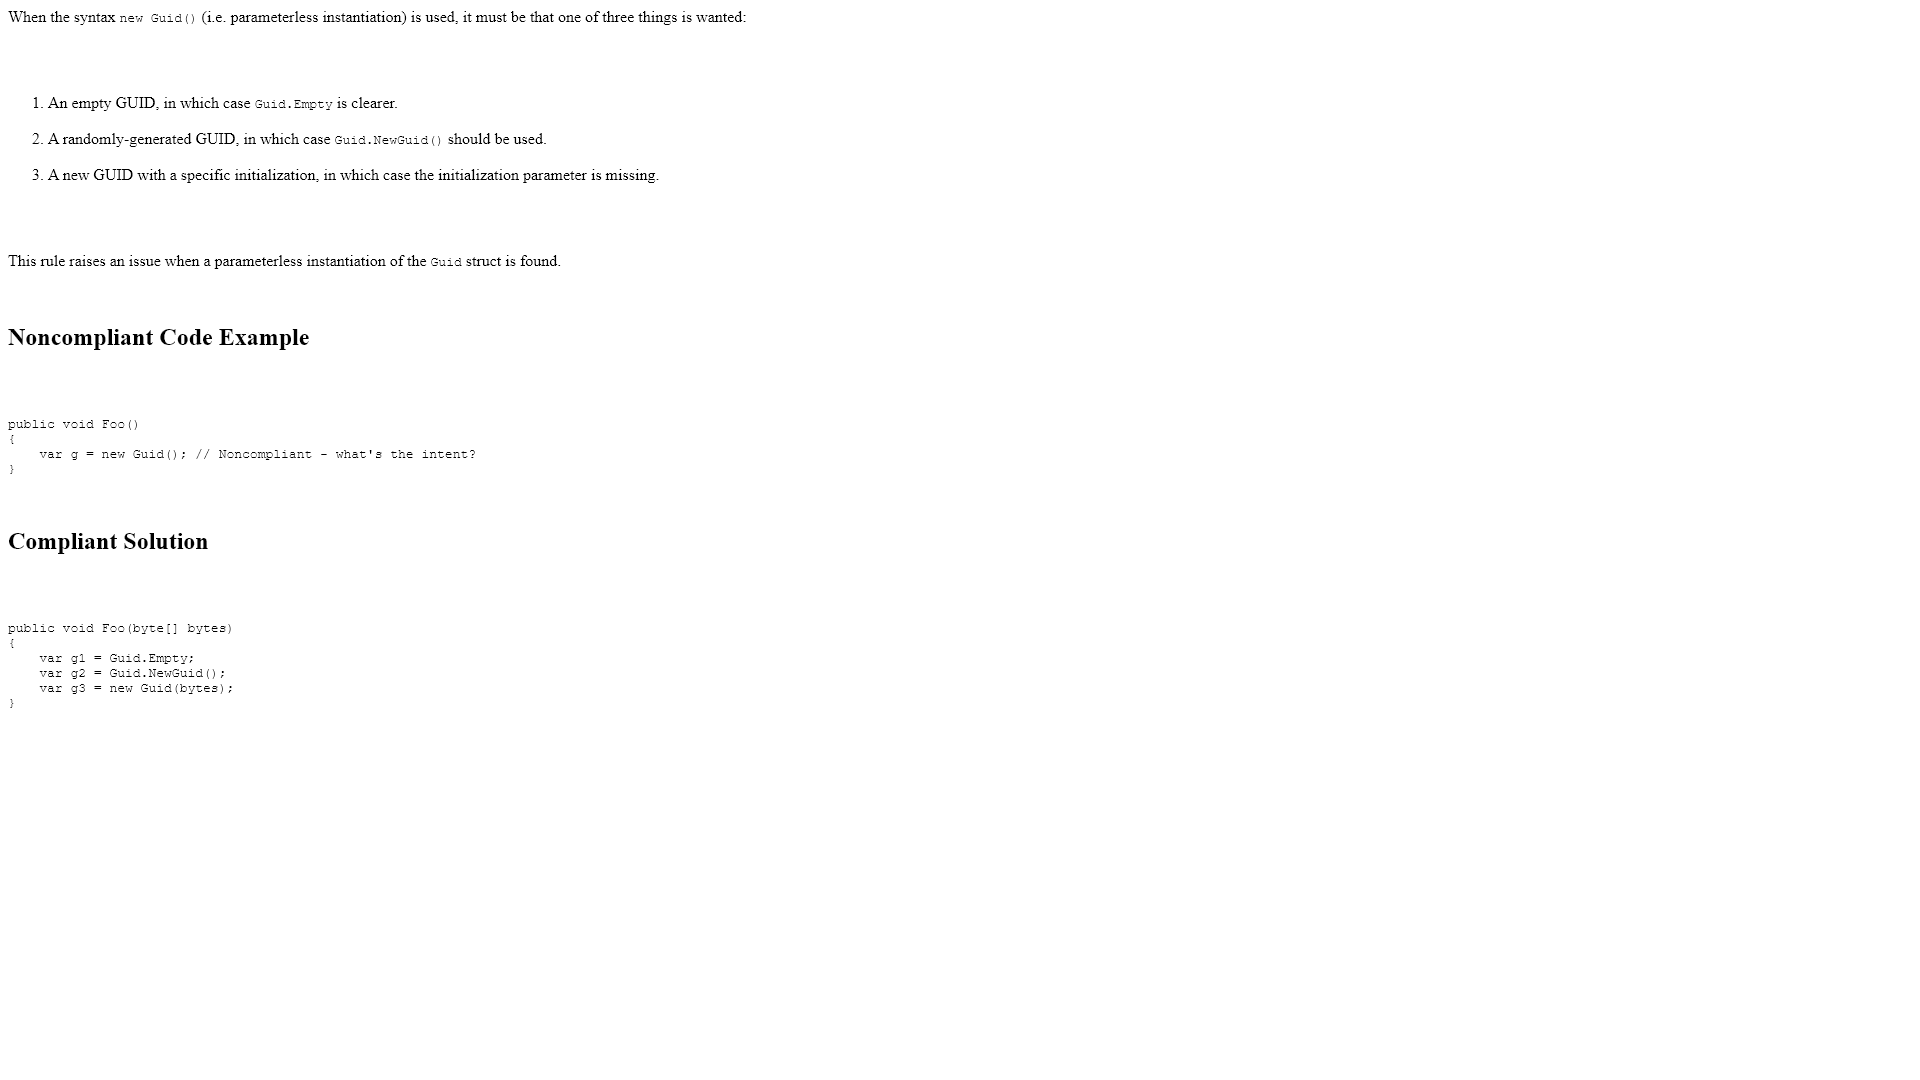 When the syntax new Guid() (i.e. parameterless instantiation) is used, it must be that one of three things is wanted:
1. An empty GUID, in which case Guid.Empty is clearer.
2. A randomly-generated GUID, in which case Guid.NewGuid() should be used.
3. A new GUID with a specific initialization, in which case the initialization parameter is missing.
This rule raises an issue when a parameterless instantiation of the Guid struct is found.
Noncompliant Code Example
public void Foo()
{
    var g = new Guid(); // Noncompliant - what's the intent?
}
Compliant Solution
public void Foo(byte[] bytes)
{
    var g1 = Guid.Empty;
    var g2 = Guid.NewGuid();
    var g3 = new Guid(bytes);
}